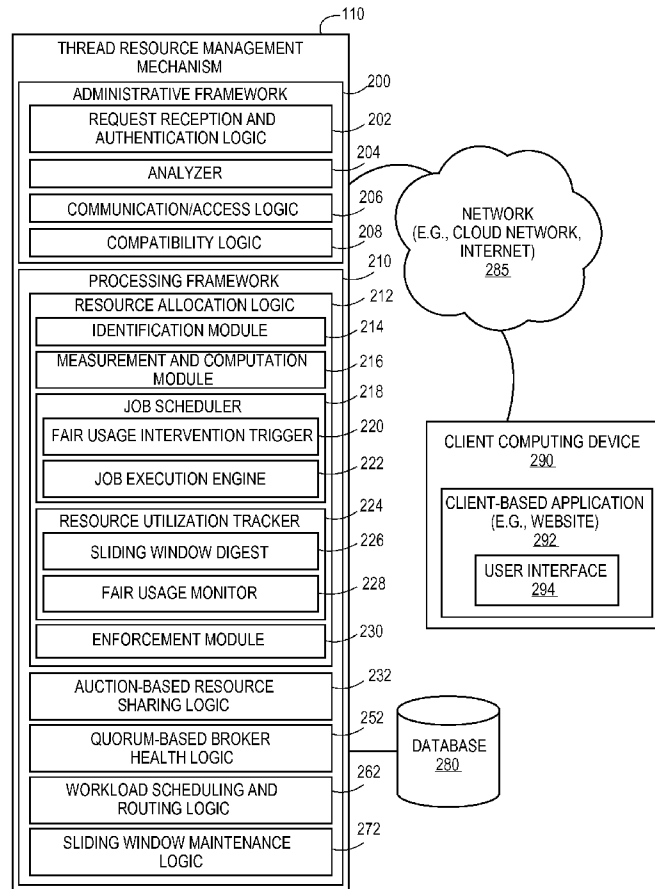 110
THREAD RESOURCE MANAGEMENT
MECHANISM
ADMINISTRATIVE FRAMEWORK
200
REQUEST RECEPTION AND
AUTHENTICATION LOGIC
202
ANALYZER
204
COMMUNICATION/ACCESS LOGIC
206
COMPATIBILITY LOGIC
208
PROCESSING FRAMEWORK
210
RESOURCE ALLOCATION LOGIC
212
IDENTIFICATION MODULE
214
MEASUREMENT AND COMPUTATION
MODULE
216
JOB SCHEDULER
218
FAIR USAGE INTERVENTION TRIGGER
220
JOB EXECUTION ENGINE
222
RESOURCE UTILIZATION TRACKER
224
SLIDING WINDOW DIGEST
226
FAIR USAGE MONITOR
228
ENFORCEMENT MODULE
230
AUCTION-BASED RESOURCE
SHARING LOGIC
232
QUORUM-BASED BROKER
HEALTH LOGIC
252
WORKLOAD SCHEDULING AND
ROUTING LOGIC
262
SLIDING WINDOW MAINTENANCE
LOGIC
272
NETWORK
(E.G., CLOUD NETWORK,
INTERNET)
285
CLIENT COMPUTING DEVICE
290
CLIENT-BASED APPLICATION
(E.G., WEBSITE)
292
USER INTERFACE
294
DATABASE
280